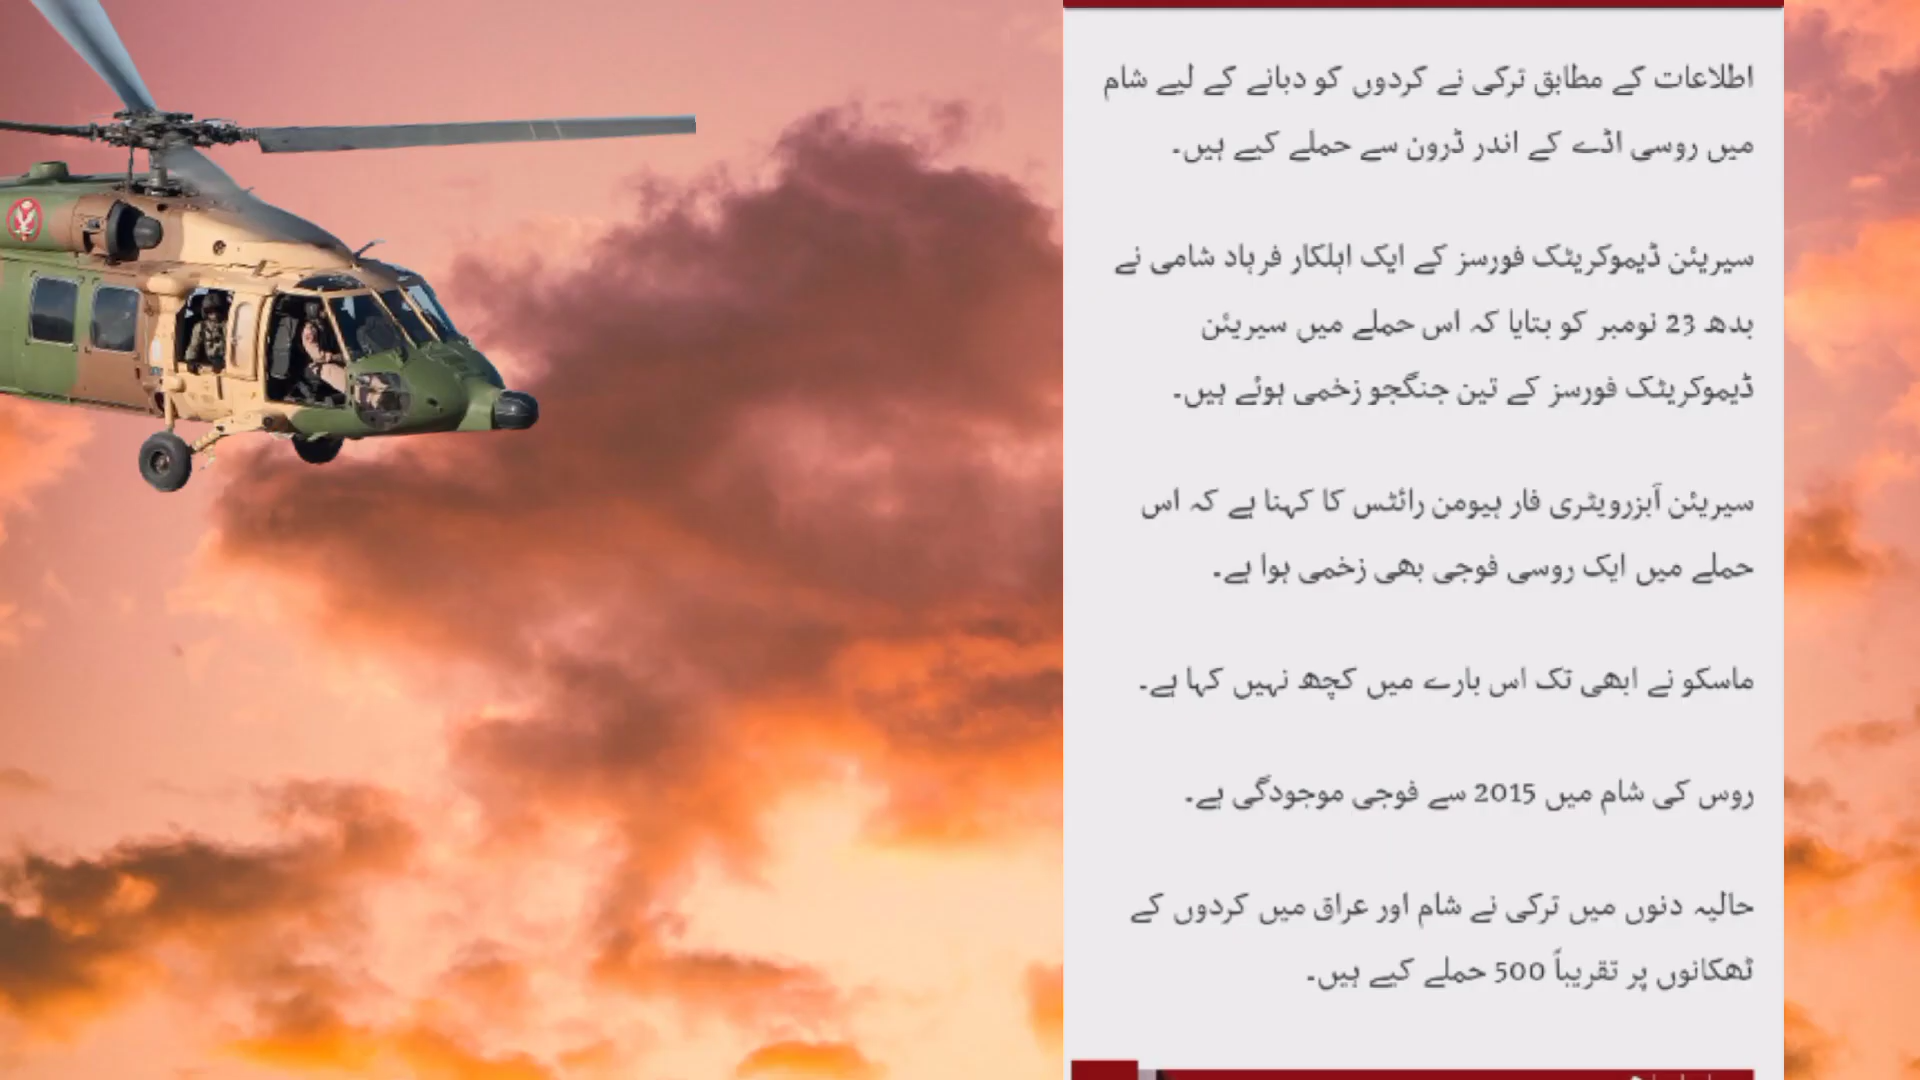 اطلاعات کے مطابق ترکی نے کردوں کو دبانے کے لیے شام
میں روسی اڈے کے اندر ڈرون سے حملے کیے ہیں۔
سیریئن ڈیموکریٹک فورسز کے ایک اہلکار فرہاد شامی نے
بدھ 23 نومبر کو بتایا کہ اس حملے میں سیریئن
ڈیموکریٹک فورسز کے تین جنگجو زخمی ہوئے ہیں۔
سیریئن آبزرویٹری فار ہیومن رائٹس کا کہنا ہے کہ اس
حملے میں ایک روسی فوجی بھی زخمی ہوا ہے۔
ماسکو نے ابھی تک اس بارے میں کچھ نہیں کہا ہے۔
روس کی شام میں 2015 سے فوجی موجودگی ہے۔
حالیہ دنوں میں ترکی نے شام اور عراق میں کردوں کے
ٹھکانوں پر تقریباً 500 حملے کیے ہیں۔